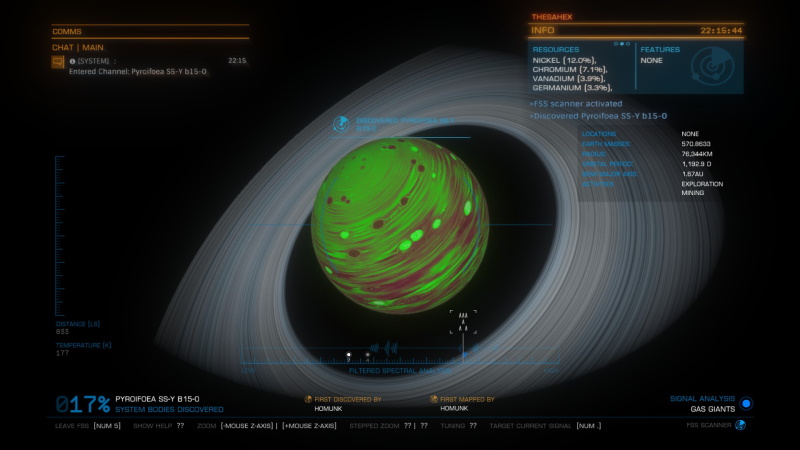 COMMS
CHAT | MAIN
[SYSTEM] : 22:15
Entered Channel: Pyroifoea SS-Y b15-0
THESAHEX
INFO 22:15:44
RESOURCES
NICKEL (12.0%),
CHROMIUM (7.1%),
VANADIUM (3.9%),
GERMANIUM (3.3%),
FEATURES
NONE
FSS scanner activated
Discovered Pyroifoea SS-Y b15-0
LOCATIONS NONE
EARTH MASSES 570.8633
RADIUS 76,344KM
ORBITAL PERIOD 1,192.9 D
SEMI MAJOR AXIS 1.67AU
ACTIVITIES EXPLORATION
MINING
DISCOVERED PYROIFOEA SS-Y
DISTANCE [LS]
833
TEMPERATURE [K]
177
FILTERED SPECTRAL ANALYSIS
017% PYROIFOEA SS-Y B15-0
SYSTEM BODIES DISCOVERED
FIRST DISCOVERED BY
HOMUNK
FIRST MAPPED BY
HOMUNK
SIGNAL ANALYSIS
GAS GIANTS
LEAVE FSS [NUM 5] SHOW HELP ?? ZOOM [-MOUSE Z-AXIS] | [+MOUSE Z-AXIS] STEPPED ZOOM ?? | ?? TUNING ?? TARGET CURRENT SIGNAL [NUM .] FSS SCANNER